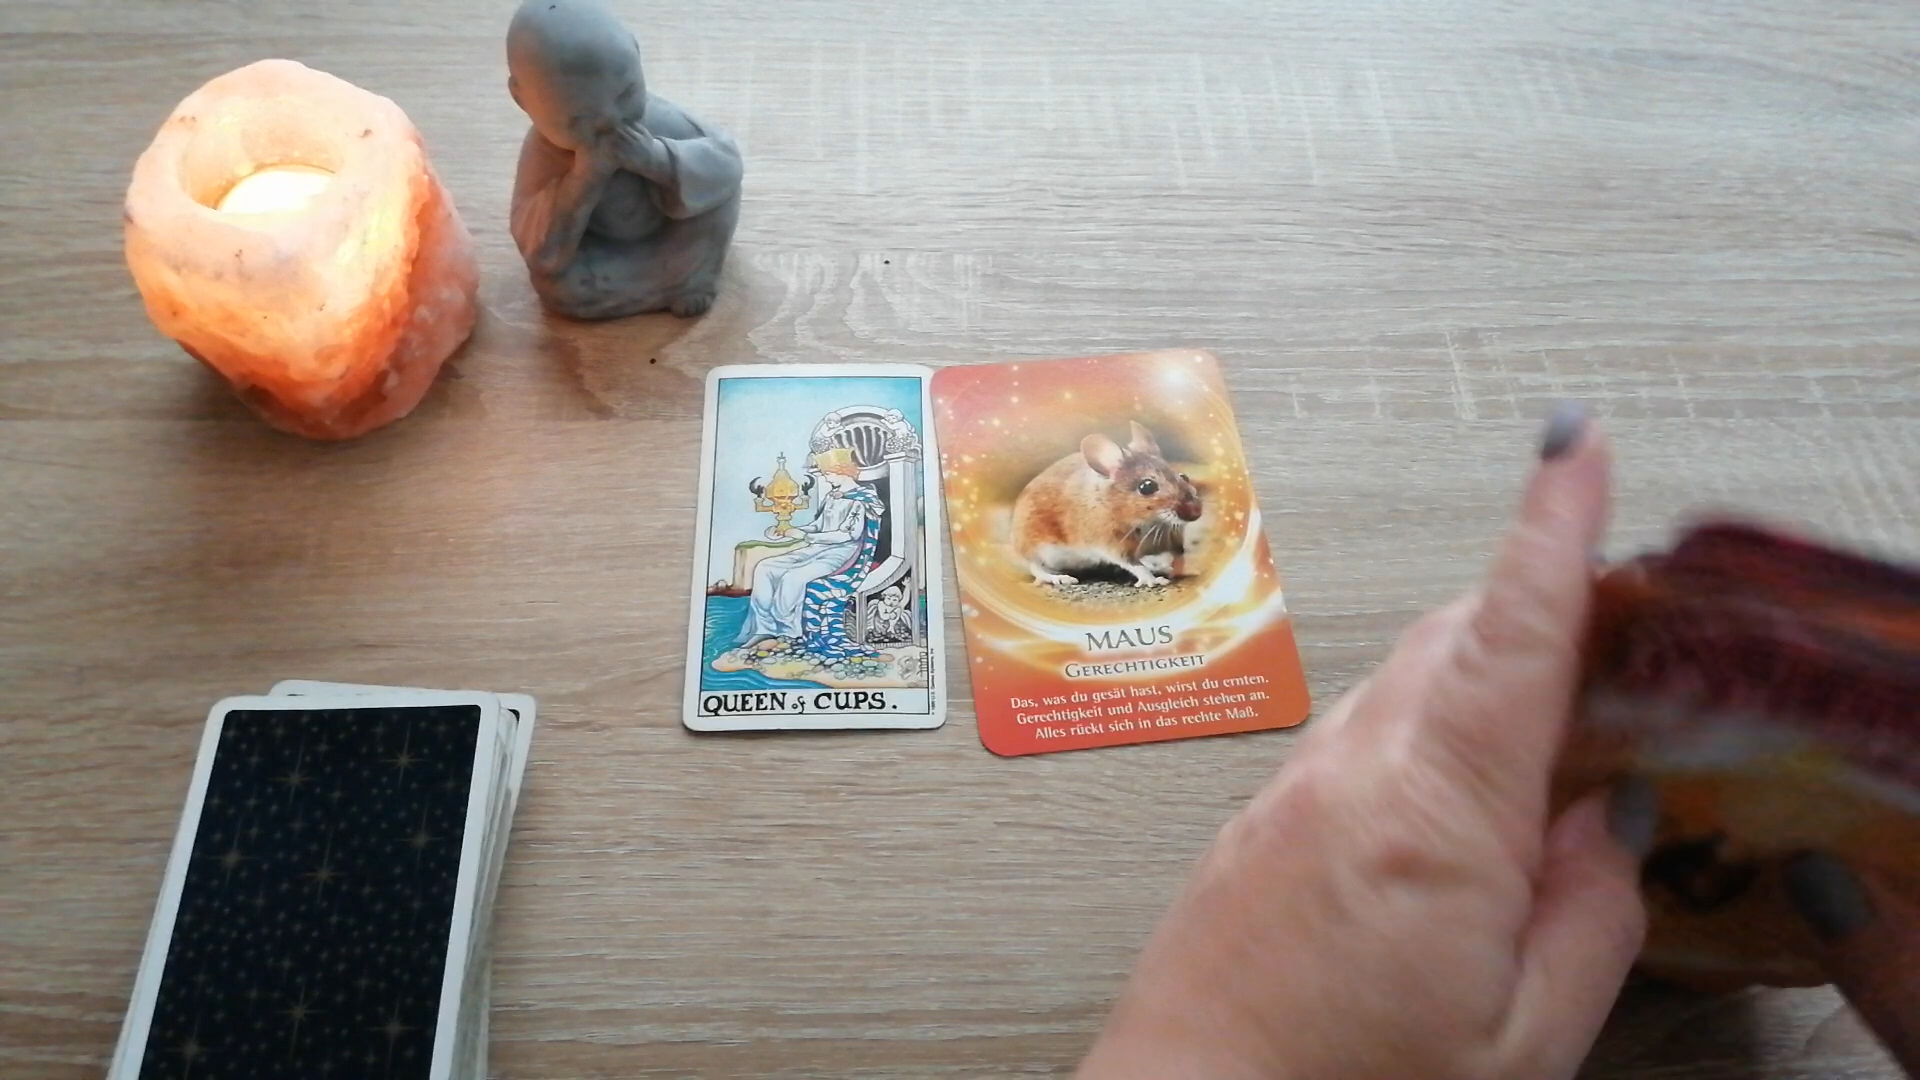 QUEEN of CUPS.
MAUS
GERECHTIGKEIT
Das, was du gesät hast, wirst du ernten.
Gerechtigkeit und Ausgleich stehen an.
Alles rückt sich in das rechte Maß.